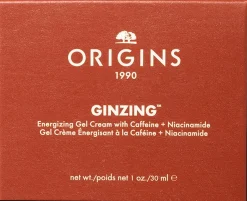 ORIGINS
1990
GINZING™
Energizing Gel Cream with Caffeine + Niacinamide
Gel Crème Énergisant à la Caféine + Niacinamide
net wt./poids net 1 oz./30 ml ℮